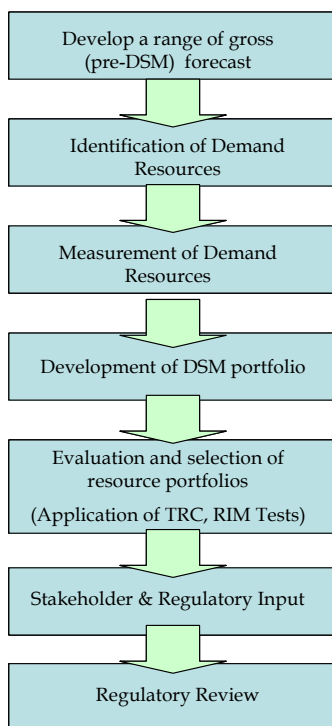 Develop a range of gross
(pre-DSM) forecast
Identification of Demand
Resources
Measurement of Demand
Resources
Development of DSM portfolio
Evaluation and selection of
resource portfolios
(Application of TRC, RIM Tests)
Stakeholder & Regulatory Input
Regulatory Review